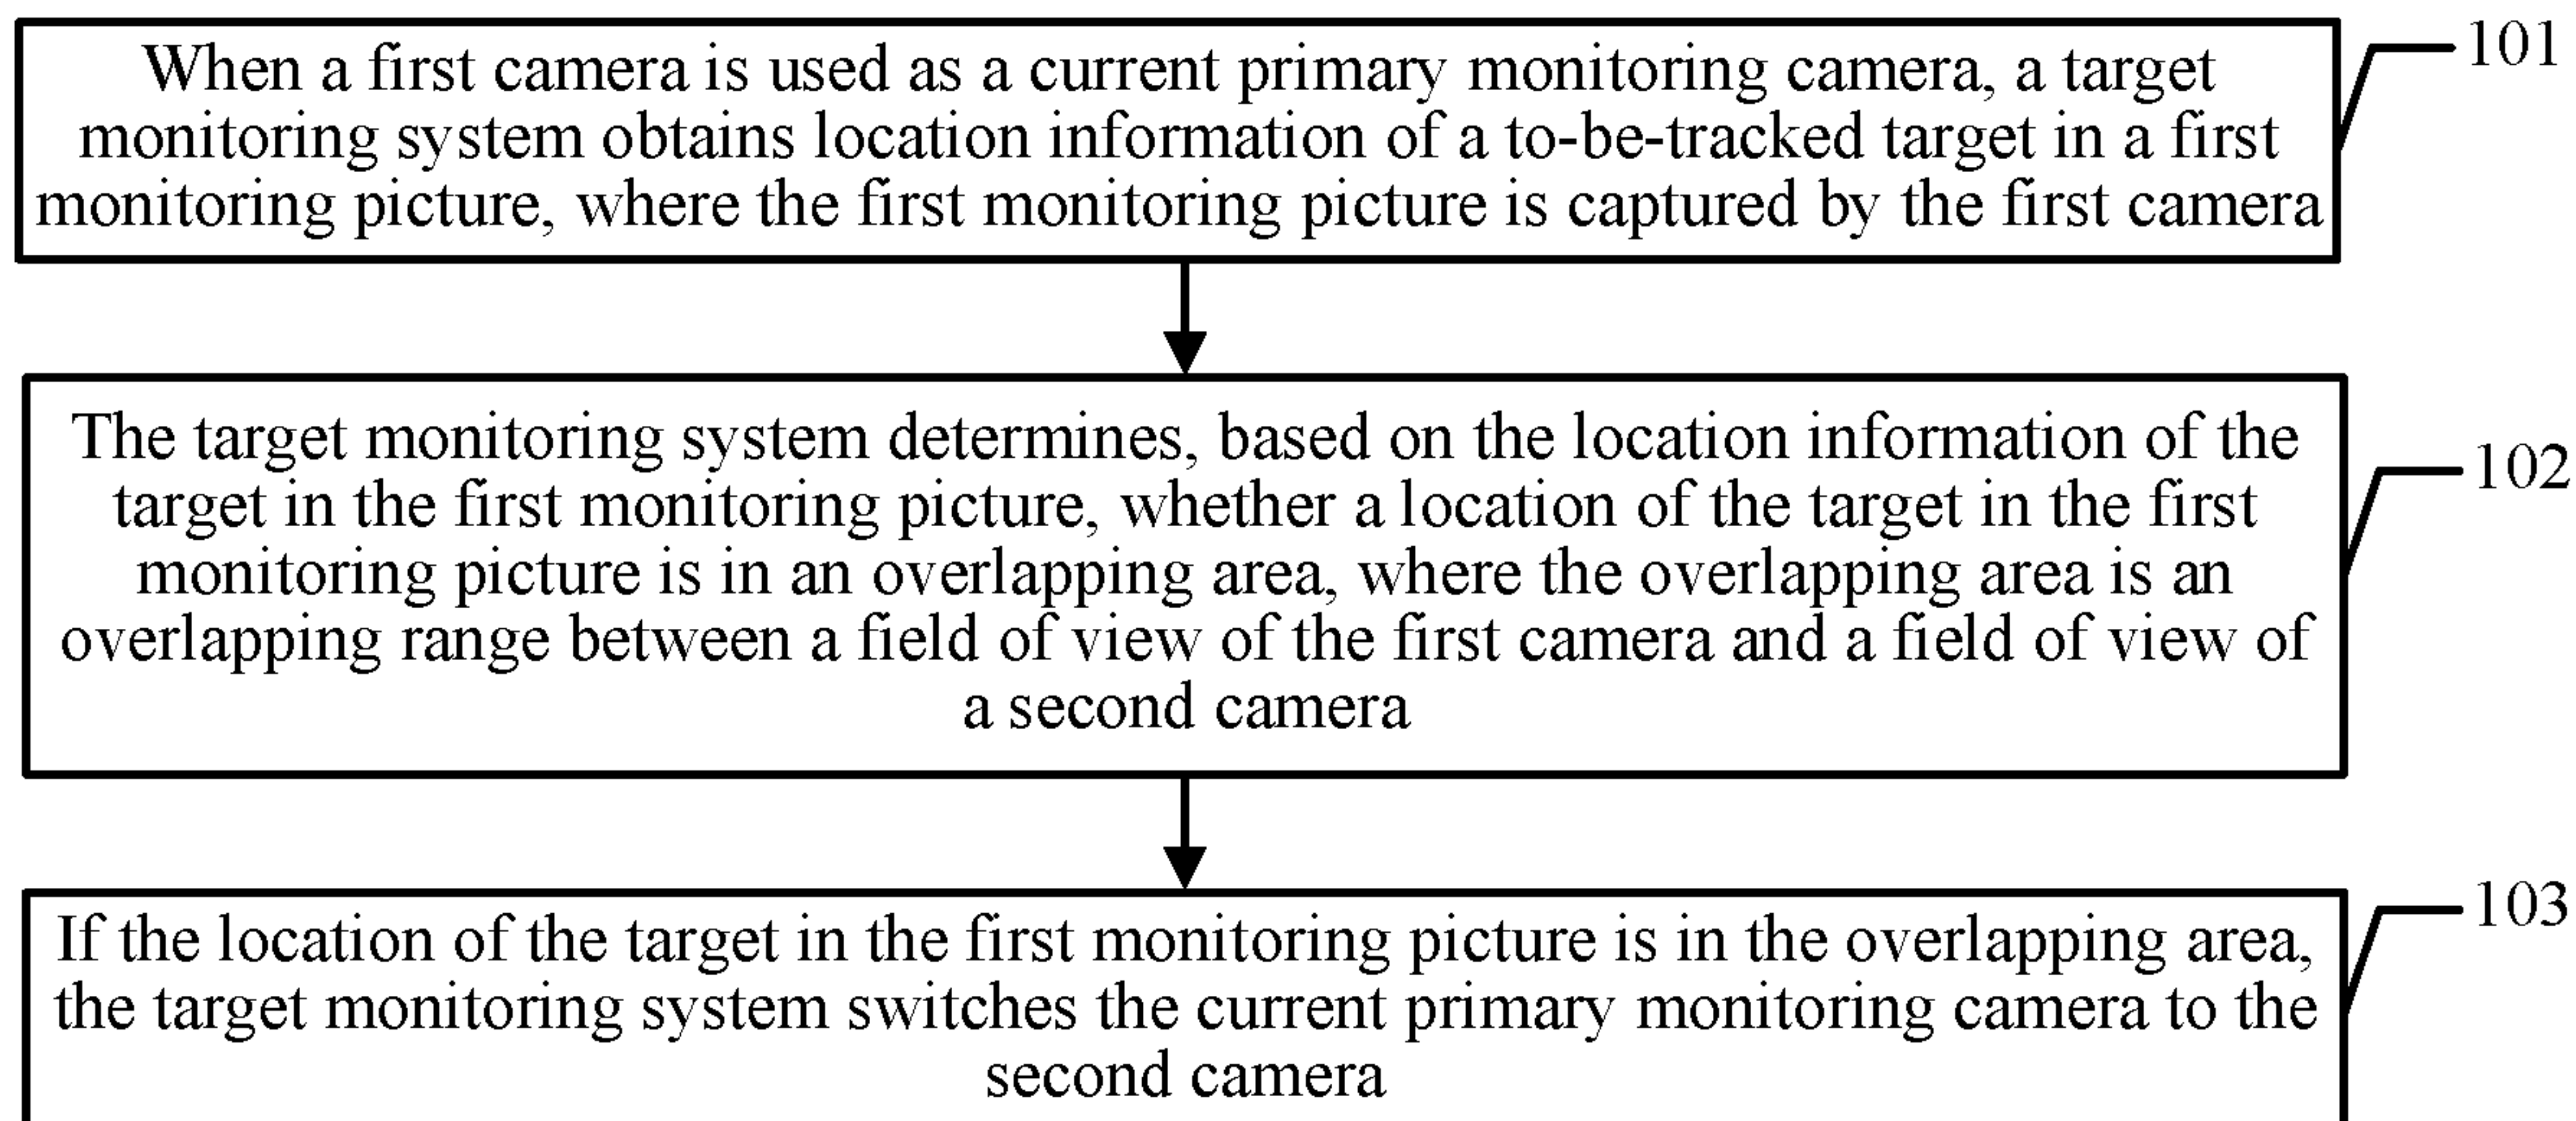 When a first camera is used as a current primary monitoring camera, a target
monitoring system obtains location information of a to-be-tracked target in a first
monitoring picture, where the first monitoring picture is captured by the first camera
101
The target monitoring system determines, based on the location information of the
target in the first monitoring picture, whether a location of the target in the first
monitoring picture is in an overlapping area, where the overlapping area is an
overlapping range between a field of view of the first camera and a field of view of
a second camera
102
If the location of the target in the first monitoring picture is in the overlapping area,
the target monitoring system switches the current primary monitoring camera to the
second camera
103